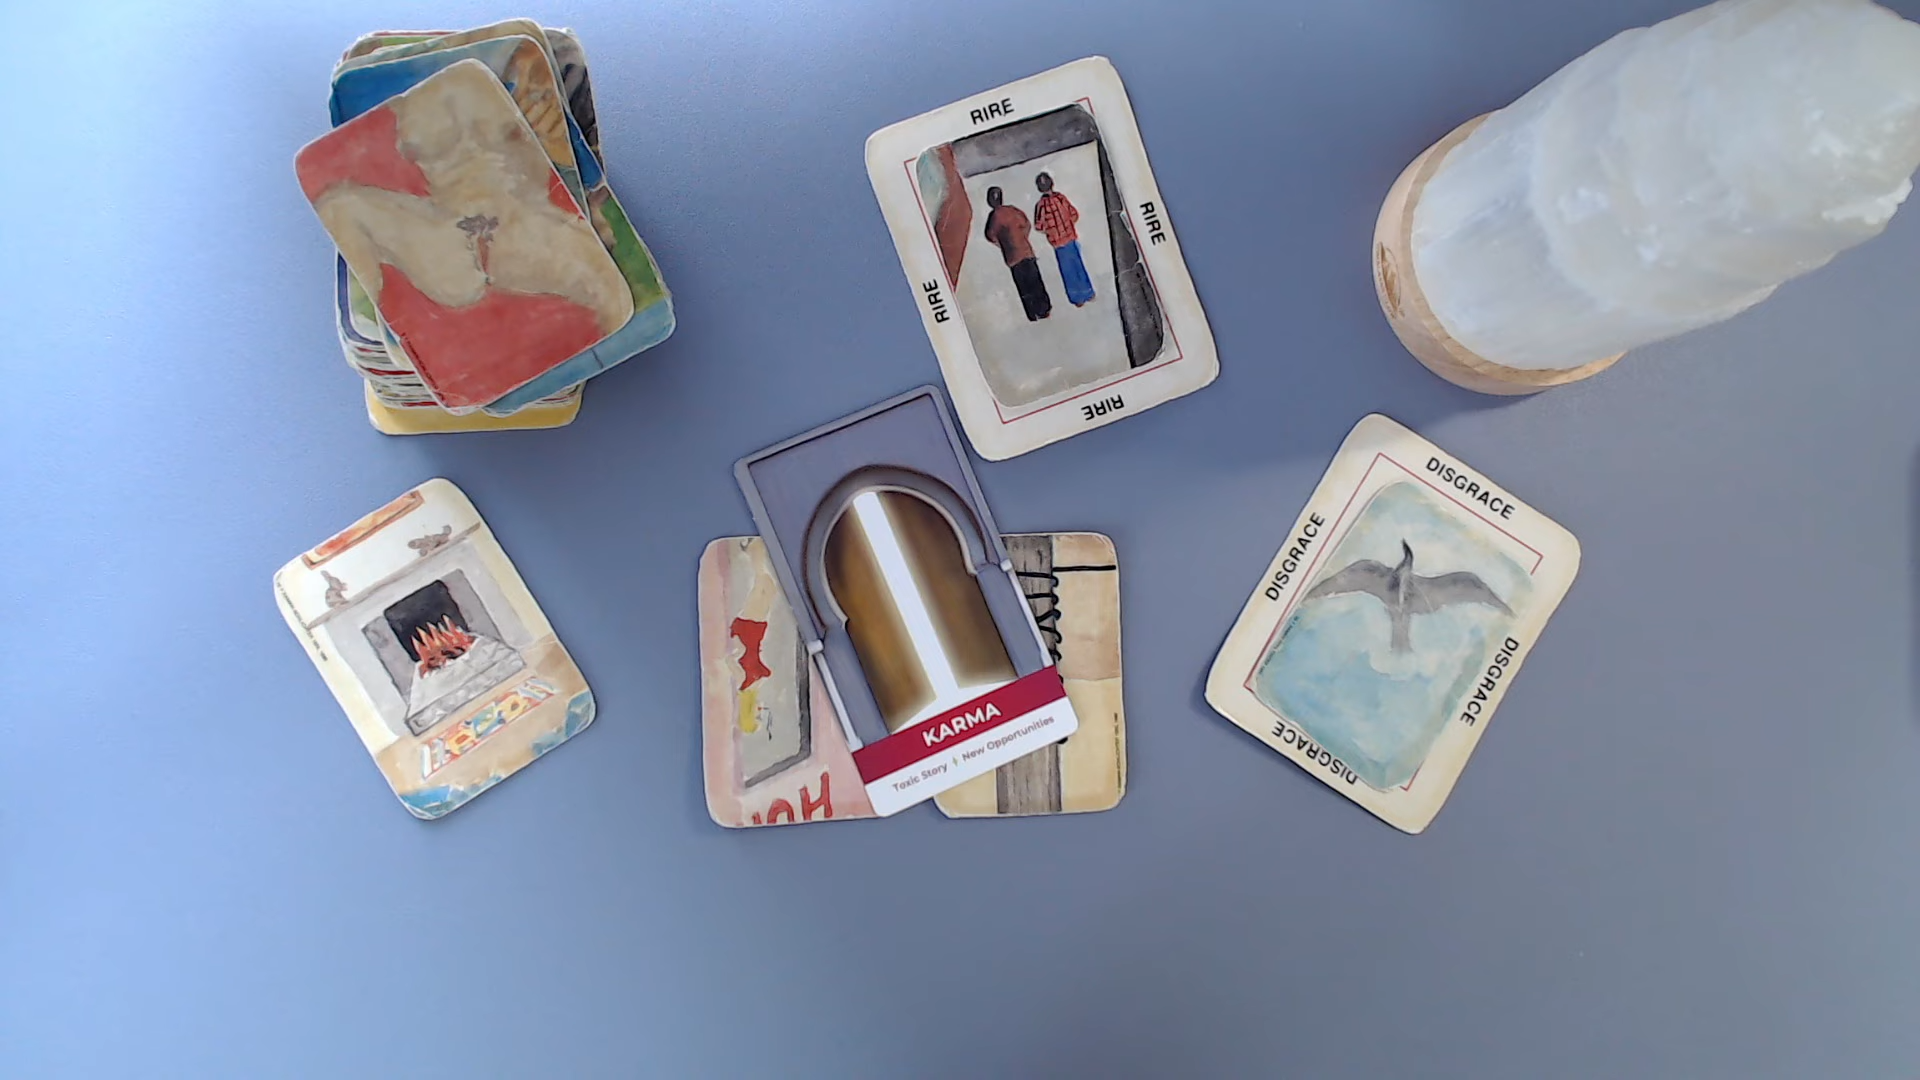 RIRE
RIRE
RIRE
RIRE
DISGRACE
DISGRACE
DISGRACE
DISGRACE
KARMA
Toxic Story New Opportunities